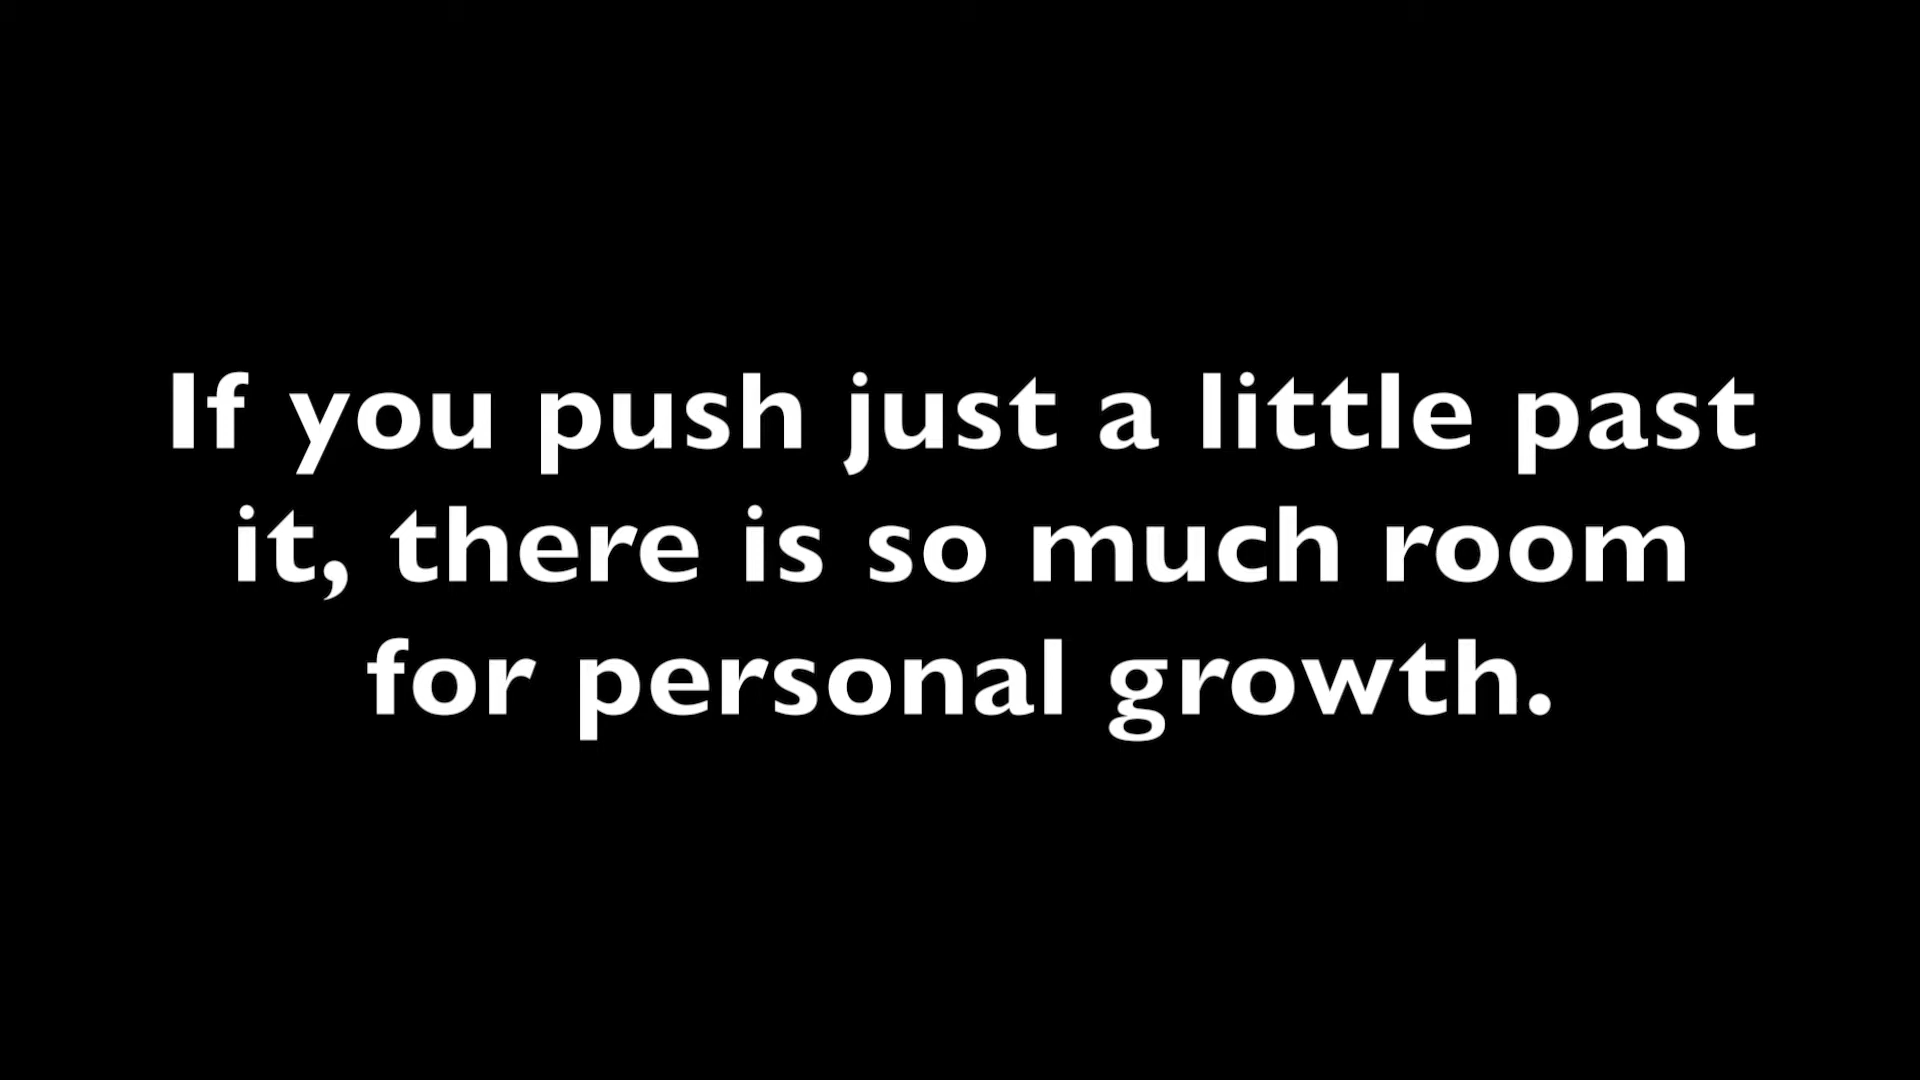 If you push just a little past
it, there is so much room
for personal growth.